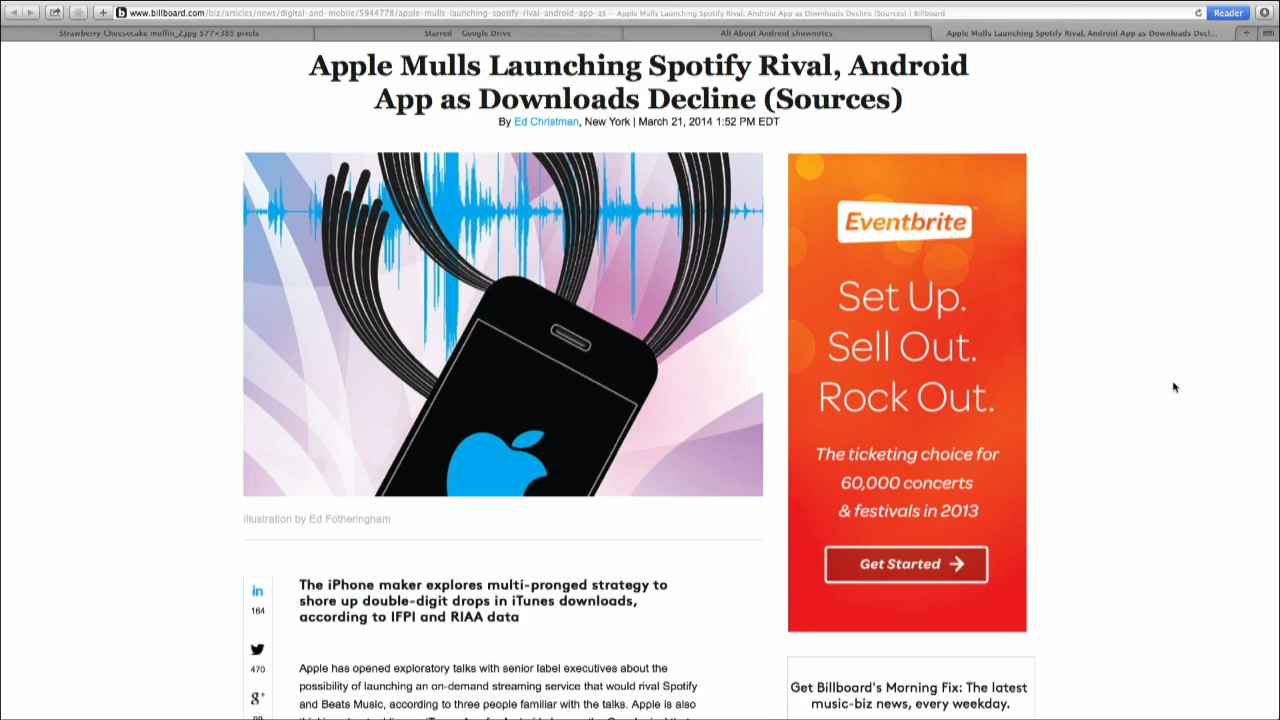 www.billboard.com/biz/articles/news/digital-and-mobile/5944778/apple-mulls-launching-spotify-rival-android-app-as — Apple Mulls Launching Spotify Rival, Android App as Downloads Decline (Sources) | Billboard
Reader
Strawberry Cheesecake muffin_2.jpg 577×385 pixels
Starred – Google Drive
All About Android shownotes
Apple Mulls Launching Spotify Rival, Android App as Downloads Decl...
Apple Mulls Launching Spotify Rival, Android
App as Downloads Decline (Sources)
By Ed Christman, New York | March 21, 2014 1:52 PM EDT
Illustration by Ed Fotheringham
in
164
470
g+
The iPhone maker explores multi-pronged strategy to
shore up double-digit drops in iTunes downloads,
according to IFPI and RIAA data
Apple has opened exploratory talks with senior label executives about the
possibility of launching an on-demand streaming service that would rival Spotify
and Beats Music, according to three people familiar with the talks. Apple is also
Eventbrite
Set Up.
Sell Out.
Rock Out.
The ticketing choice for
60,000 concerts
& festivals in 2013
Get Started
Get Billboard's Morning Fix: The latest
music-biz news, every weekday.